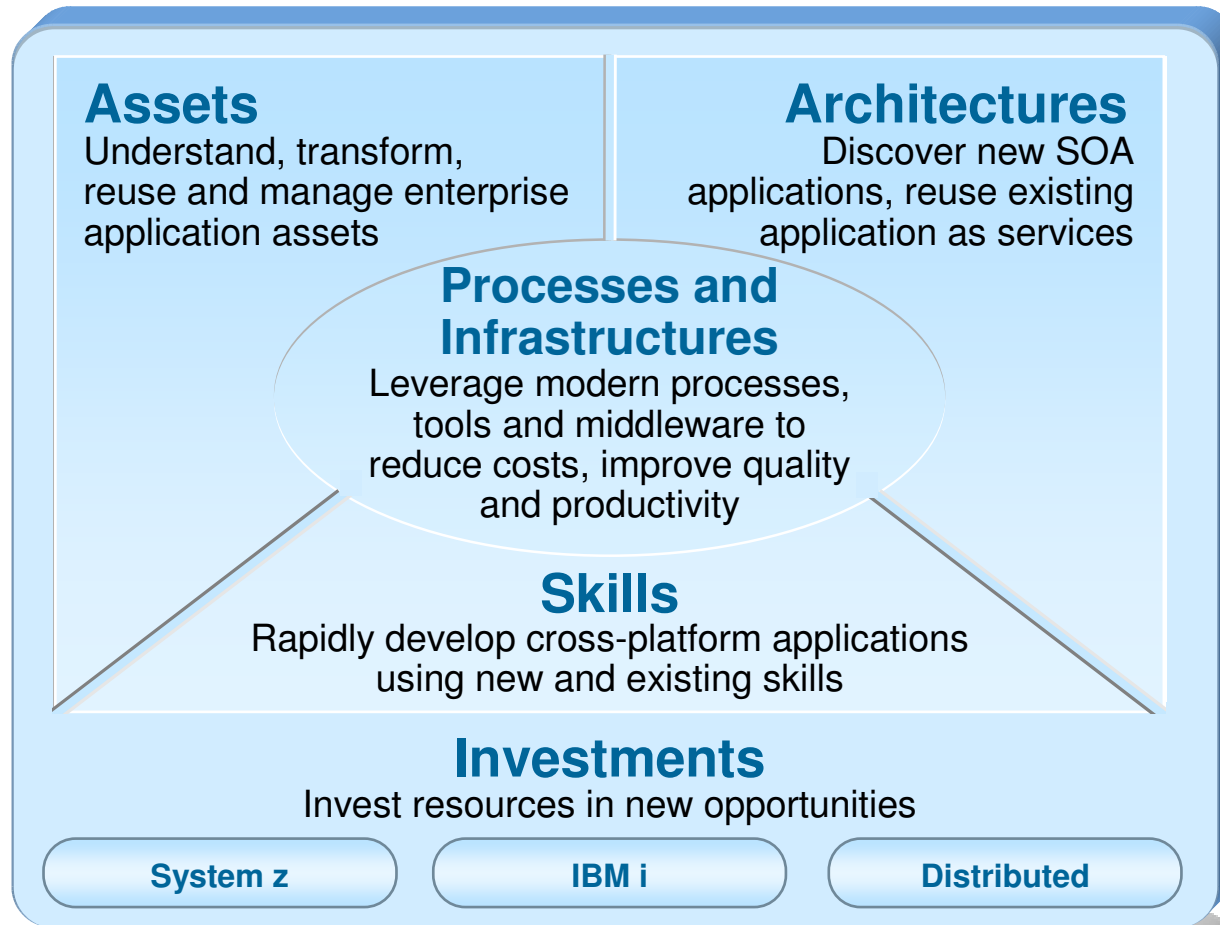 Assets
Understand, transform,
reuse and manage enterprise
application assets
Architectures
Discover new SOA
applications, reuse existing
application as services
Processes and
Infrastructures
Leverage modern processes,
tools and middleware to
reduce costs, improve quality
and productivity
Skills
Rapidly develop cross-platform applications
using new and existing skills
Investments
Invest resources in new opportunities
System z
IBM i
Distributed